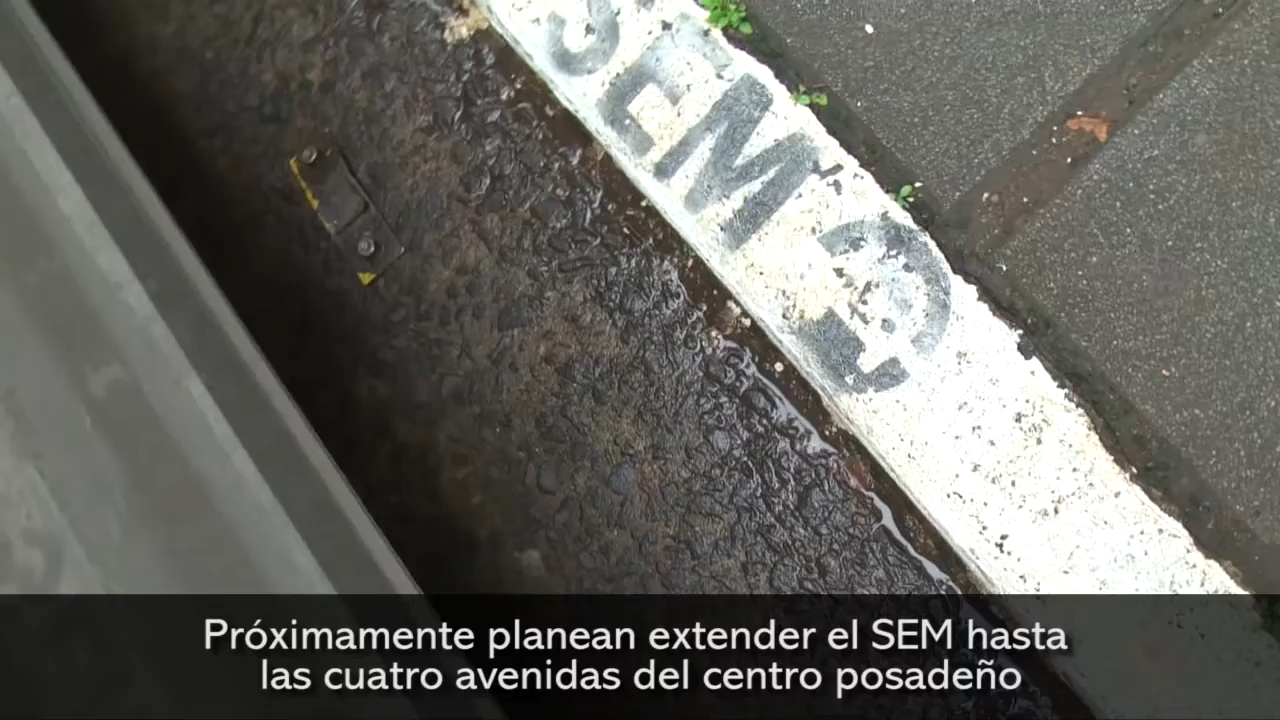 SEM
Próximamente planean extender el SEM hasta
las cuatro avenidas del centro posadeño